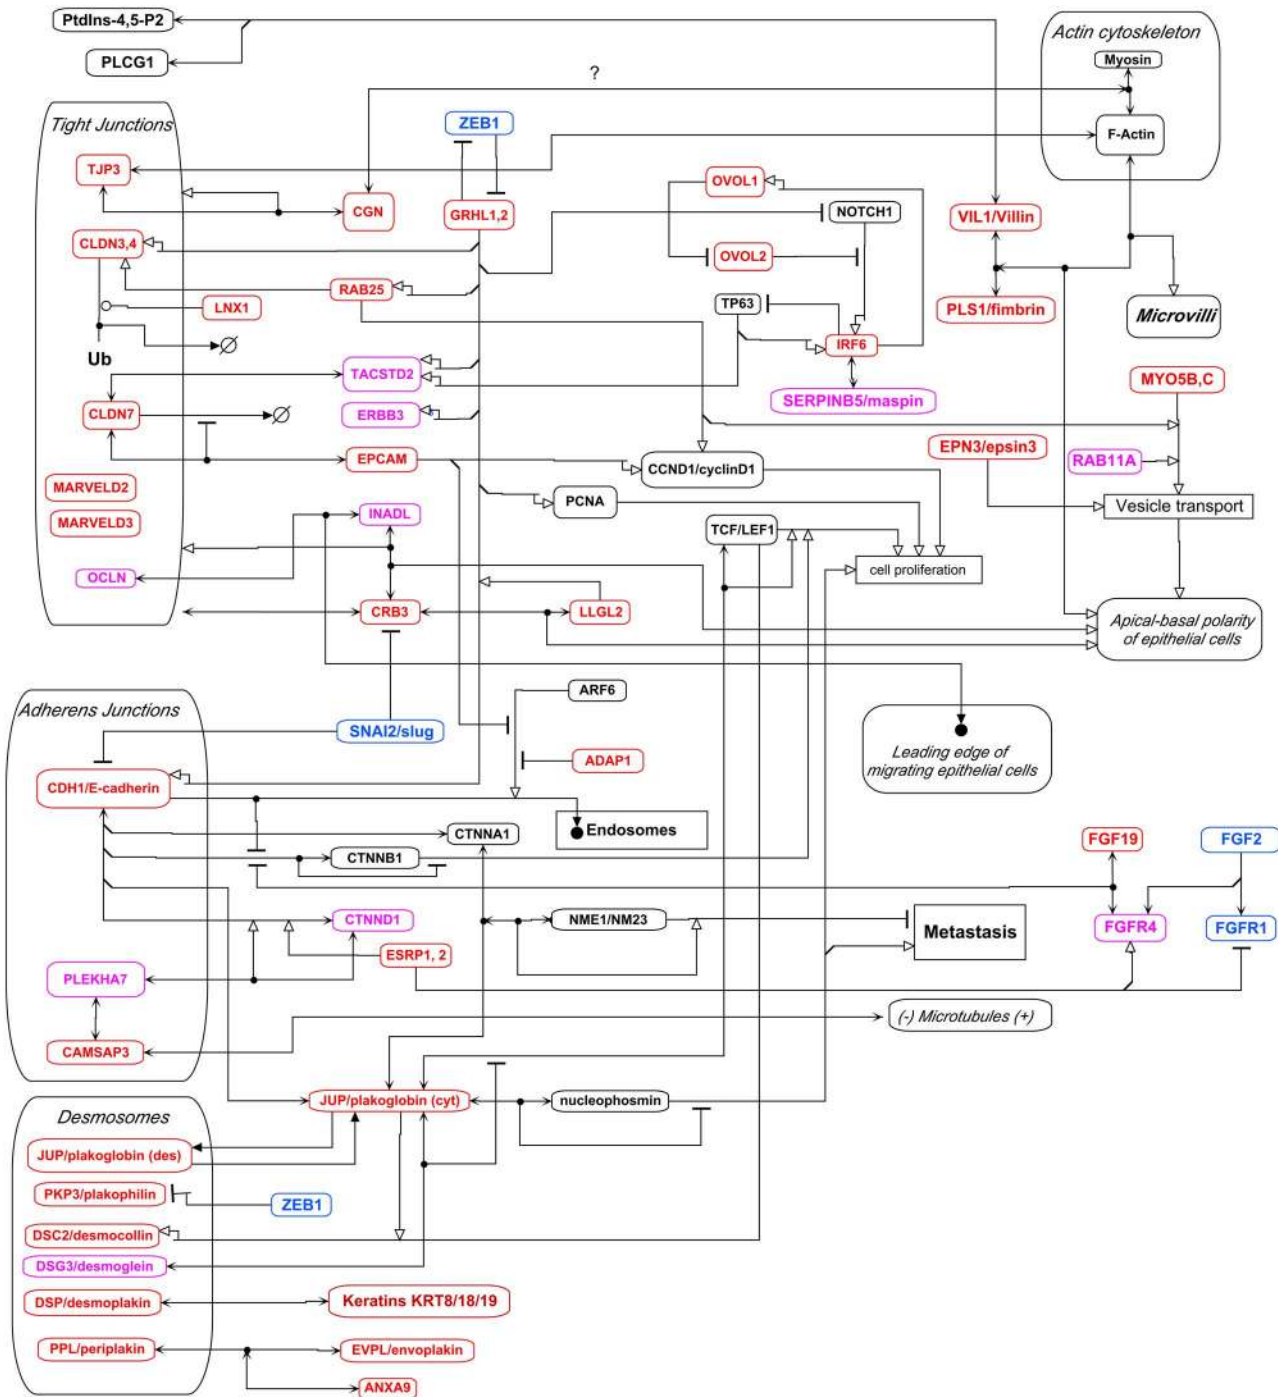 PtdIns-4,5-P2
PLCG1
?
Actin cytoskeleton
Myosin
F-Actin
Tight Junctions
ZEB1
TJP3
CGN
GRHL1,2
OVOL1
NOTCH1
VIL1/Villin
CLDN3,4
OVOL2
RAB25
LNX1
TP63
PLS1/fimbrin
Microvilli
IRF6
Ub
TACSTD2
SERPINB5/maspin
MYO5B,C
CLDN7
ERBB3
EPN3/epsin3
RAB11A
EPCAM
CCND1/cyclinD1
MARVELD2
PCNA
Vesicle transport
MARVELD3
INADL
TCF/LEF1
OCLN
cell proliferation
CRB3
LLGL2
Apical-basal polarity
of epithelial cells
ARF6
Adherens Junctions
SNAI2/slug
Leading edge of
migrating epithelial cells
ADAP1
CDH1/E-cadherin
Endosomes
CTNNA1
CTNNB1
FGF19
FGF2
CTNND1
NME1/NM23
Metastasis
FGFR4
FGFR1
ESRP1, 2
PLEKHA7
(-) Microtubules (+)
CAMSAP3
JUP/plakoglobin (cyt)
nucleophosmin
Desmosomes
JUP/plakoglobin (des)
PKP3/plakophilin
ZEB1
DSC2/desmocollin
DSG3/desmoglein
DSP/desmoplakin
Keratins KRT8/18/19
PPL/periplakin
EVPL/envoplakin
ANXA9